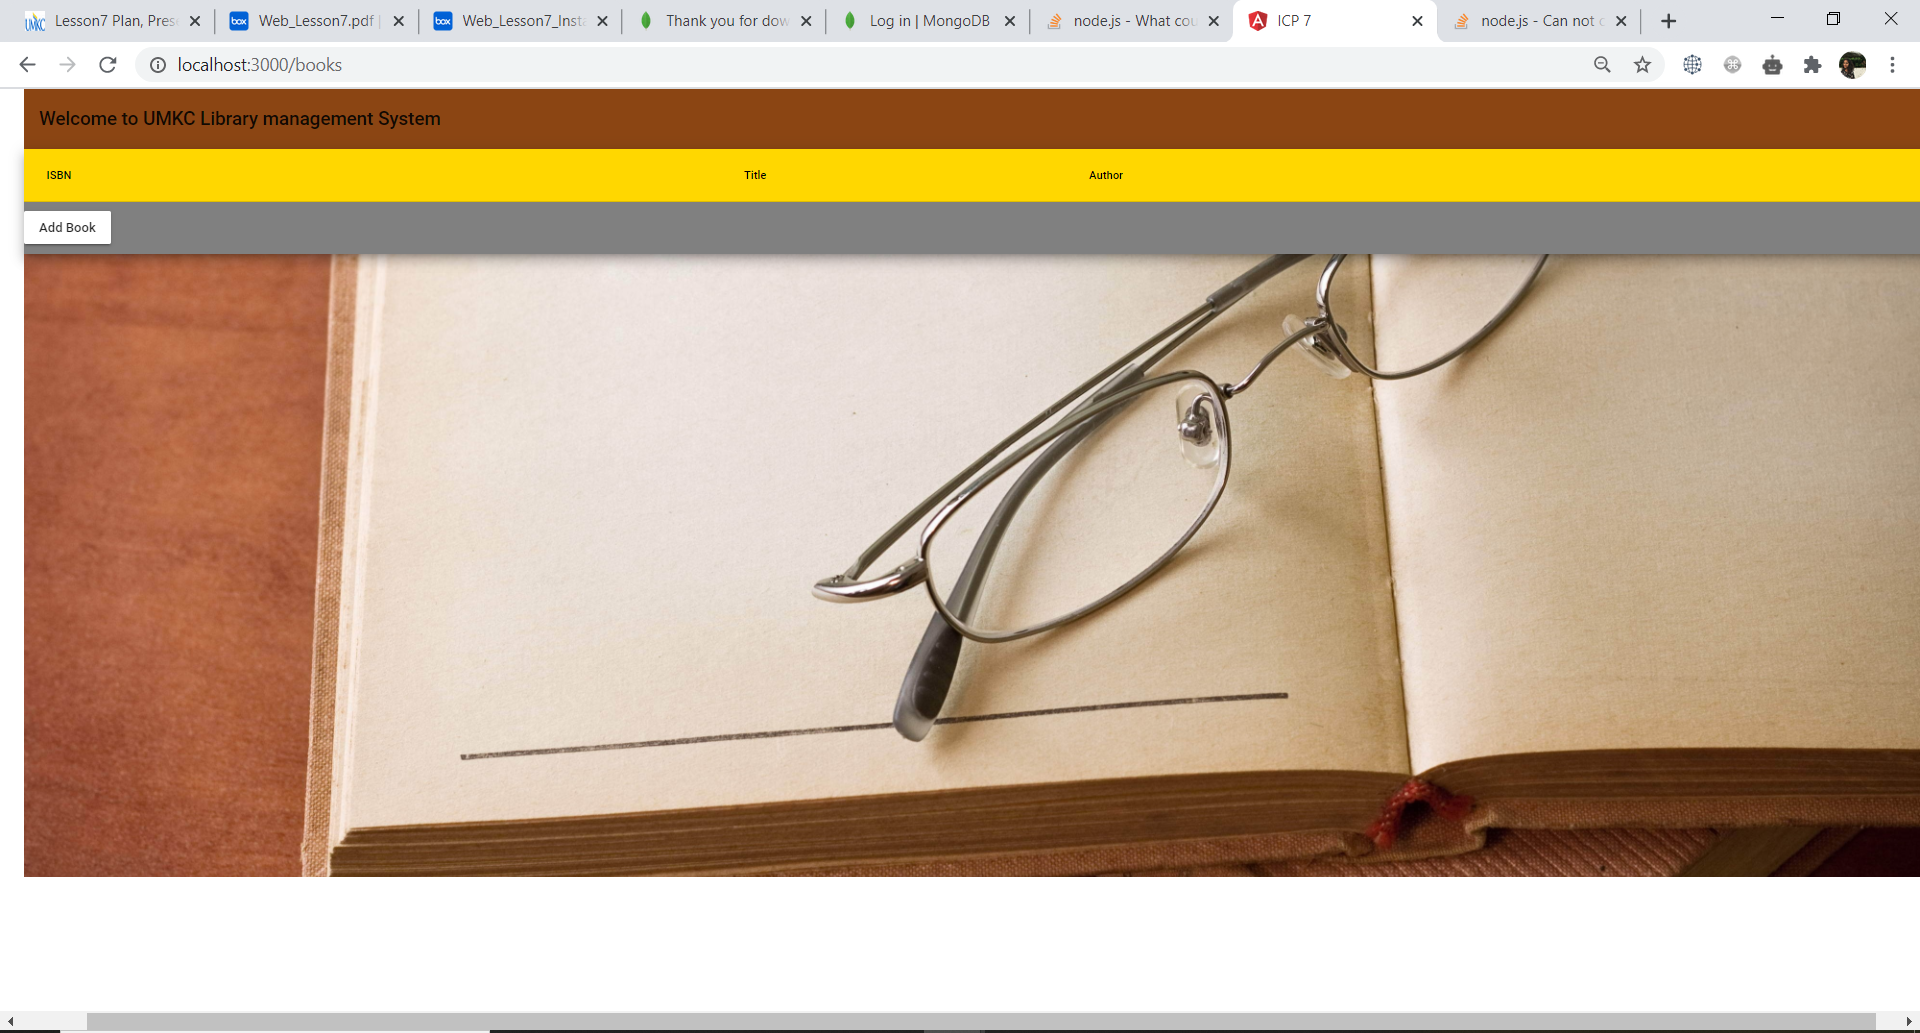 Lesson7 Plan, Pres
Web_Lesson7.pdf |
Web_Lesson7_Insta
Thank you for dow
Log in | MongoDB
node.js - What cou
ICP 7
node.js - Can not c
localhost:3000/books
Welcome to UMKC Library management System
ISBN Title Author
Add Book